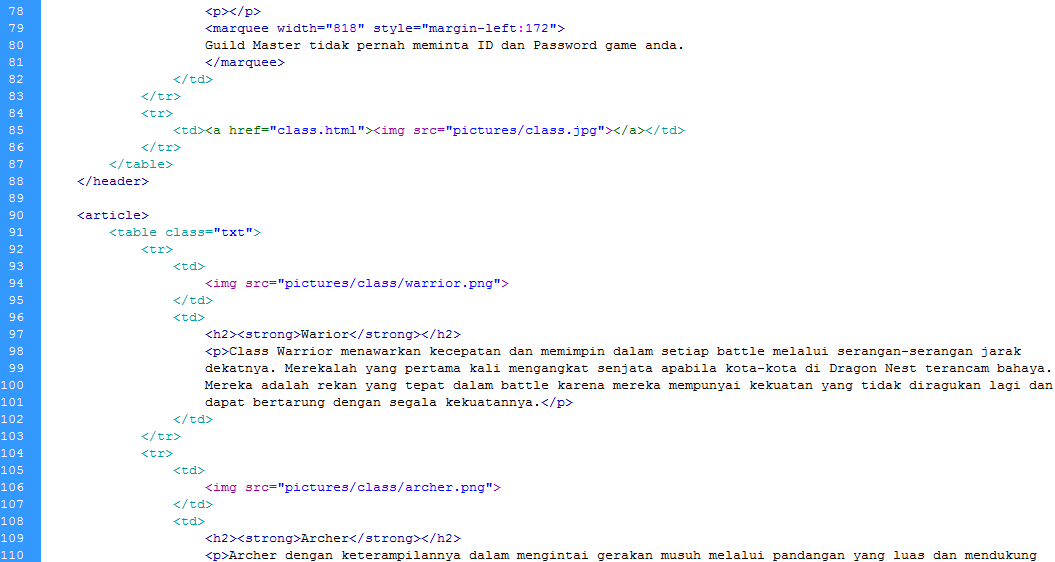 78 <p></p>
79 <marquee width="818" style="margin-left:172">
80 Guild Master tidak pernah meminta ID dan Password game anda.
81 </marquee>
82 </td>
83 </tr>
84 <tr>
85 <td><a href="class.html"><img src="pictures/class.jpg"></a></td>
86 </tr>
87 </table>
88 </header>
89
90 <article>
91 <table class="txt">
92 <tr>
93 <td>
94 <img src="pictures/class/warrior.png">
95 </td>
96 <td>
97 <h2><strong>Warior</strong></h2>
98 <p>Class Warrior menawarkan kecepatan dan memimpin dalam setiap battle melalui serangan-serangan jarak
99 dekatnya. Merekalah yang pertama kali mengangkat senjata apabila kota-kota di Dragon Nest terancam bahaya.
100 Mereka adalah rekan yang tepat dalam battle karena mereka mempunyai kekuatan yang tidak diragukan lagi dan
101 dapat bertarung dengan segala kekuatannya.</p>
102 </td>
103 </tr>
104 <tr>
105 <td>
106 <img src="pictures/class/archer.png">
107 </td>
108 <td>
109 <h2><strong>Archer</strong></h2>
110 <p>Archer dengan keterampilannya dalam mengintai gerakan musuh melalui pandangan yang luas dan mendukung